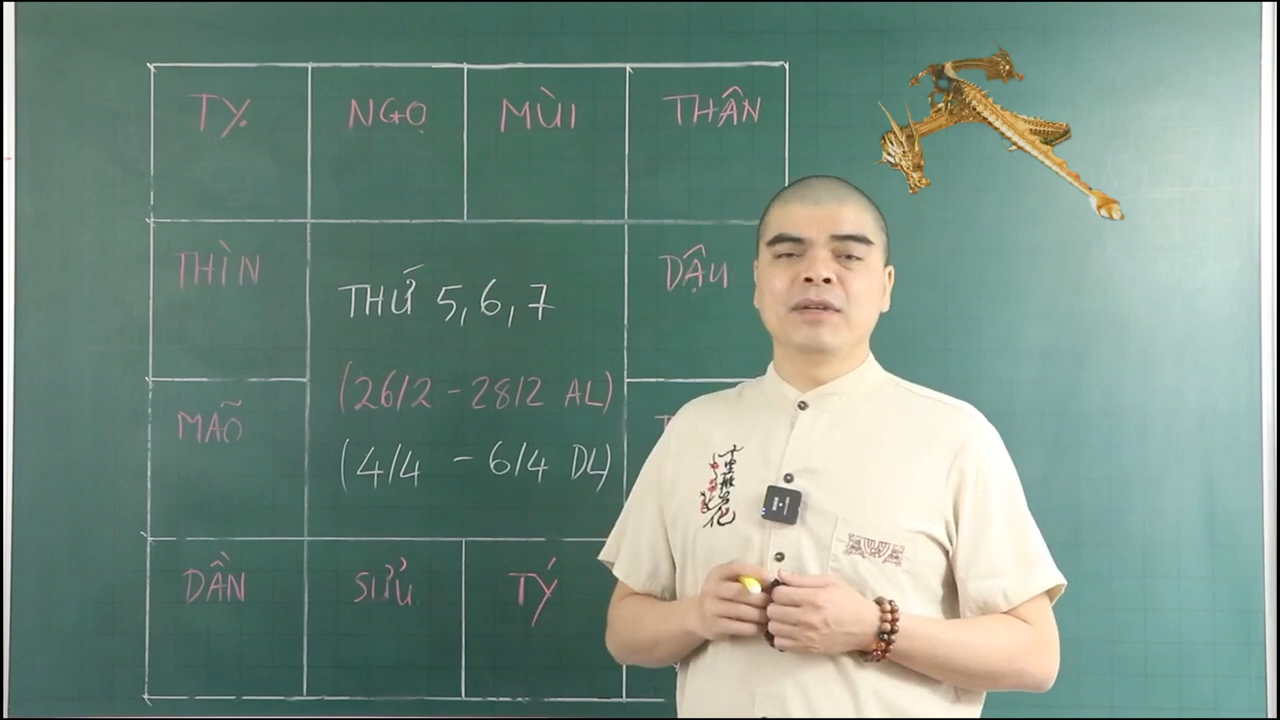 TỴ NGỌ MÙI THÂN
THÌN DẬU
THỨ 5, 6, 7
(26/2 - 28/2 AL)
MÃO
(4/4 - 6/4 DL)
DẦN SỬU TÝ